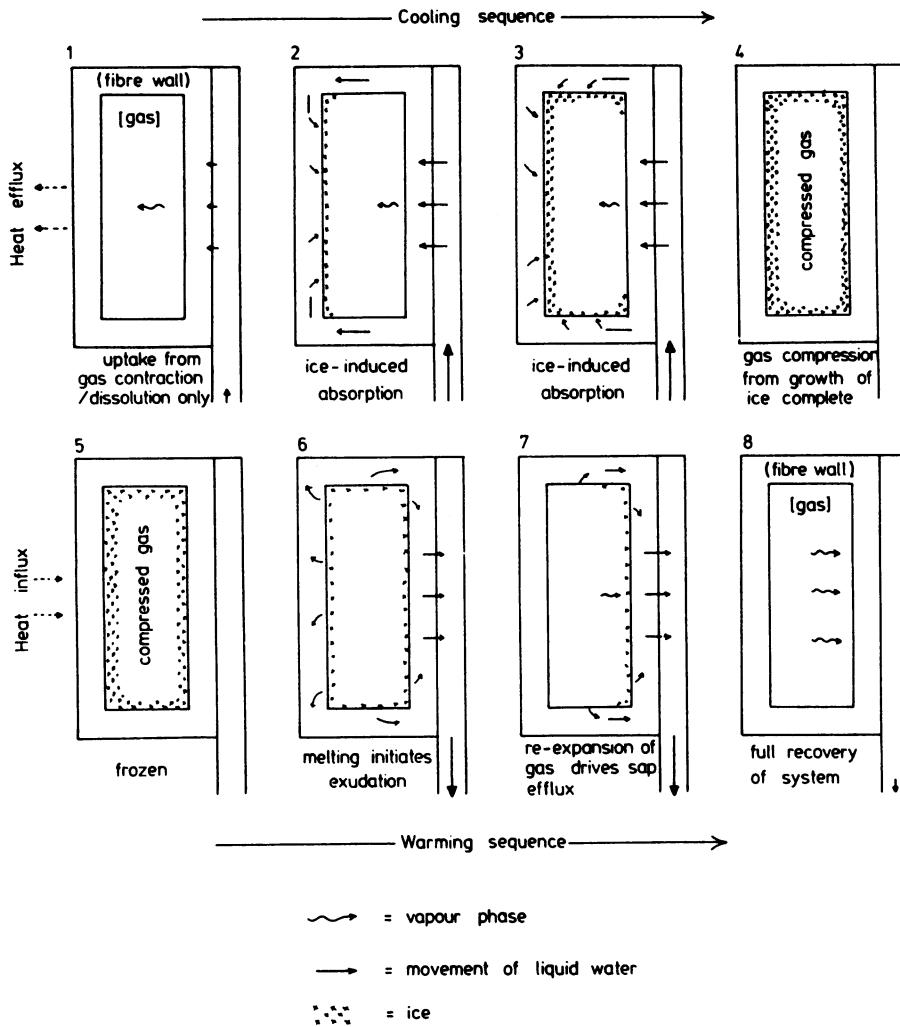 Cooling sequence
1
(fibre wall)
[gas]
Heat efflux
uptake from
gas contraction
/dissolution only
2
ice-induced
absorption
3
ice-induced
absorption
4
compressed gas
gas compression
from growth of
ice complete
5
compressed gas
Heat influx
frozen
6
melting initiates
exudation
7
re-expansion of
gas drives sap
efflux
8
(fibre wall)
[gas]
full recovery
of system
Warming sequence
= vapour phase
= movement of liquid water
= ice